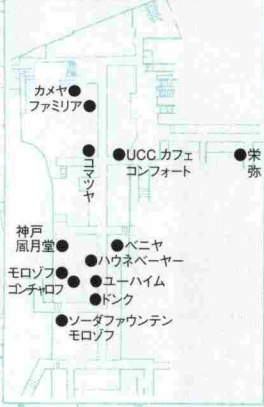 カメヤ
ファミリア
コマツヤ
UCC カフェ
コンフォート
栄
弥
神戸
凮月堂
ベニヤ
ハウネベーヤー
モロゾフ
ゴンチャロフ
ユーハイム
ドンク
ソーダファウンテン
モロゾフ